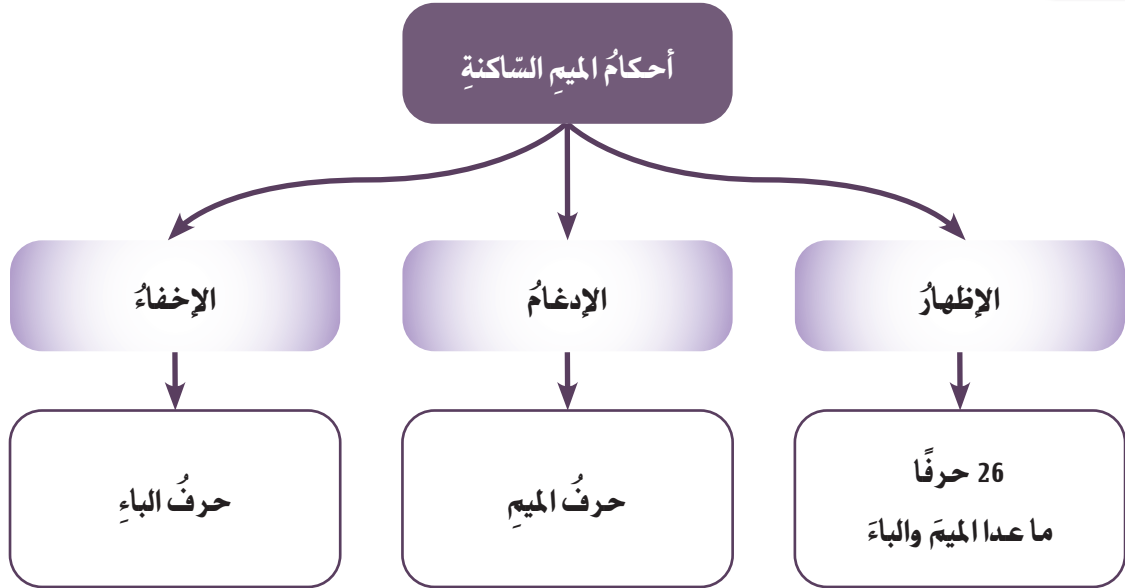 أحكامُ الميمِ السّاكنةِ
الإظهارُ
الإدغامُ
الإخفاءُ
26 حرفًا
ما عدا الميمَ والباءَ
حرفُ الميمِ
حرفُ الباءِ